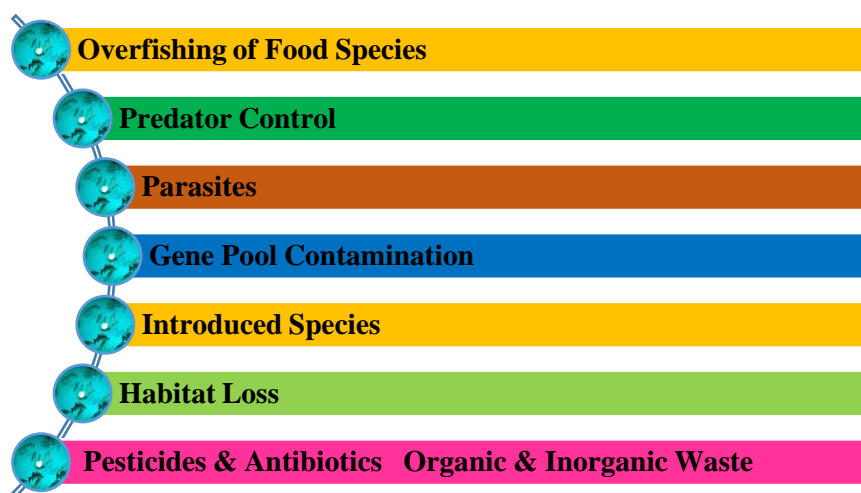 Overfishing of Food Species
Predator Control
Parasites
Gene Pool Contamination
Introduced Species
Habitat Loss
Pesticides & Antibiotics   Organic & Inorganic Waste